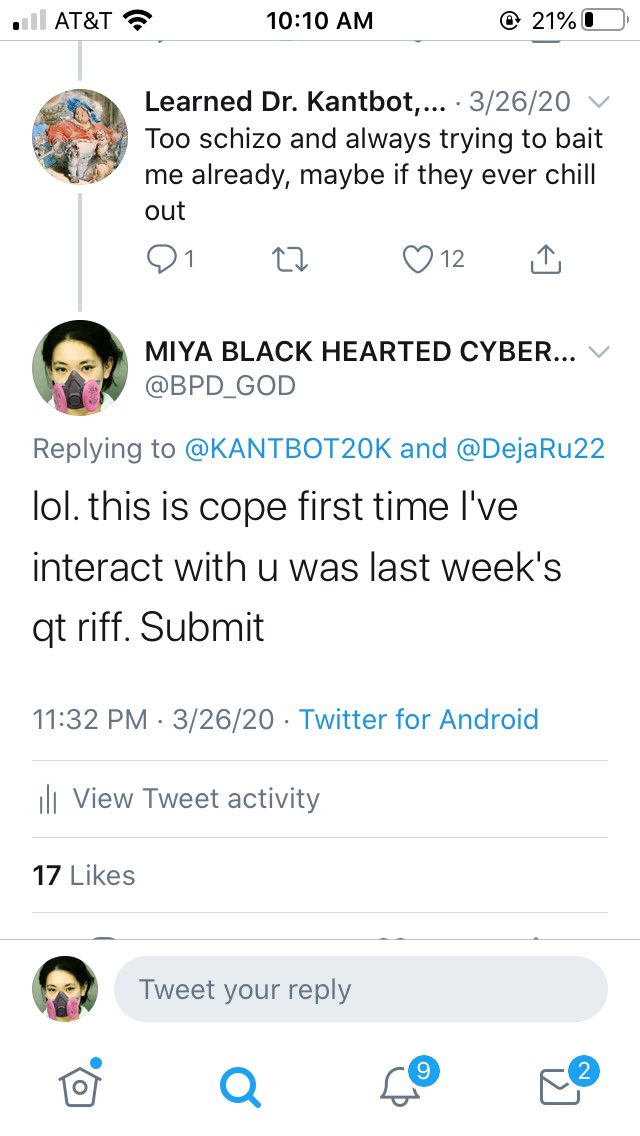 AT&T 10:10 AM 21%
Learned Dr. Kantbot,... · 3/26/20
Too schizo and always trying to bait
me already, maybe if they ever chill
out
1 12
MIYA BLACK HEARTED CYBER...
@BPD_GOD
Replying to @KANTBOT20K and @DejaRu22
lol. this is cope first time I've
interact with u was last week's
qt riff. Submit
11:32 PM · 3/26/20 · Twitter for Android
View Tweet activity
17 Likes
Tweet your reply
9 2